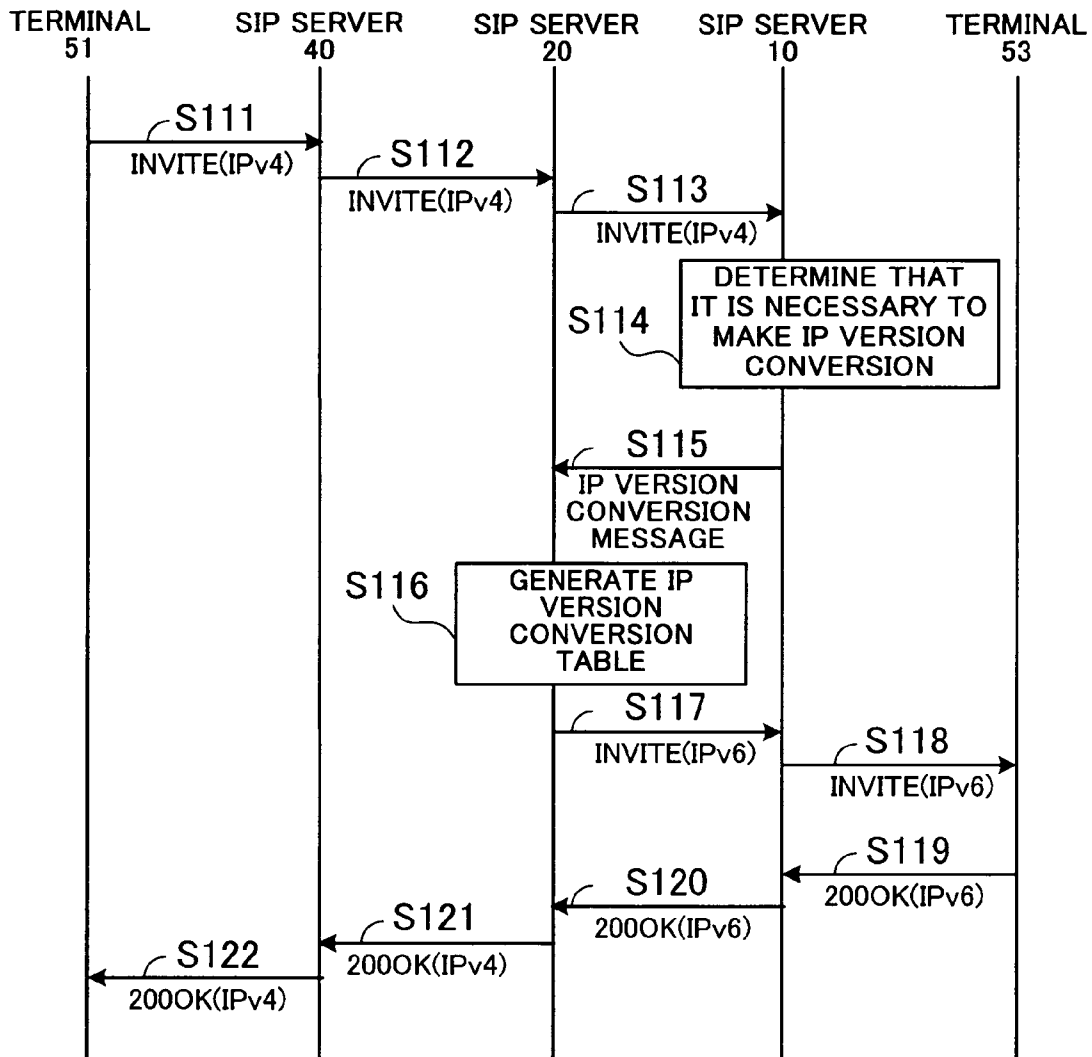 TERMINAL
51
SIP SERVER
40
SIP SERVER
20
SIP SERVER
10
TERMINAL
53
S111
INVITE(IPv4)
S112
INVITE(IPv4)
S113
INVITE(IPv4)
DETERMINE THAT
IT IS NECESSARY TO
MAKE IP VERSION
CONVERSION
S114
S115
IP VERSION
CONVERSION
MESSAGE
S116
GENERATE IP
VERSION
CONVERSION
TABLE
S117
INVITE(IPv6)
S118
INVITE(IPv6)
S119
200OK(IPv6)
S120
200OK(IPv6)
S121
200OK(IPv4)
S122
200OK(IPv4)